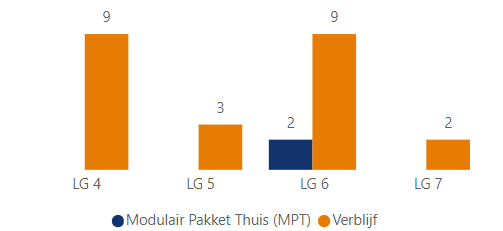 9
9
3
2
2
LG 4
LG 5
LG 6
LG 7
Modulair Pakket Thuis (MPT) Verblijf